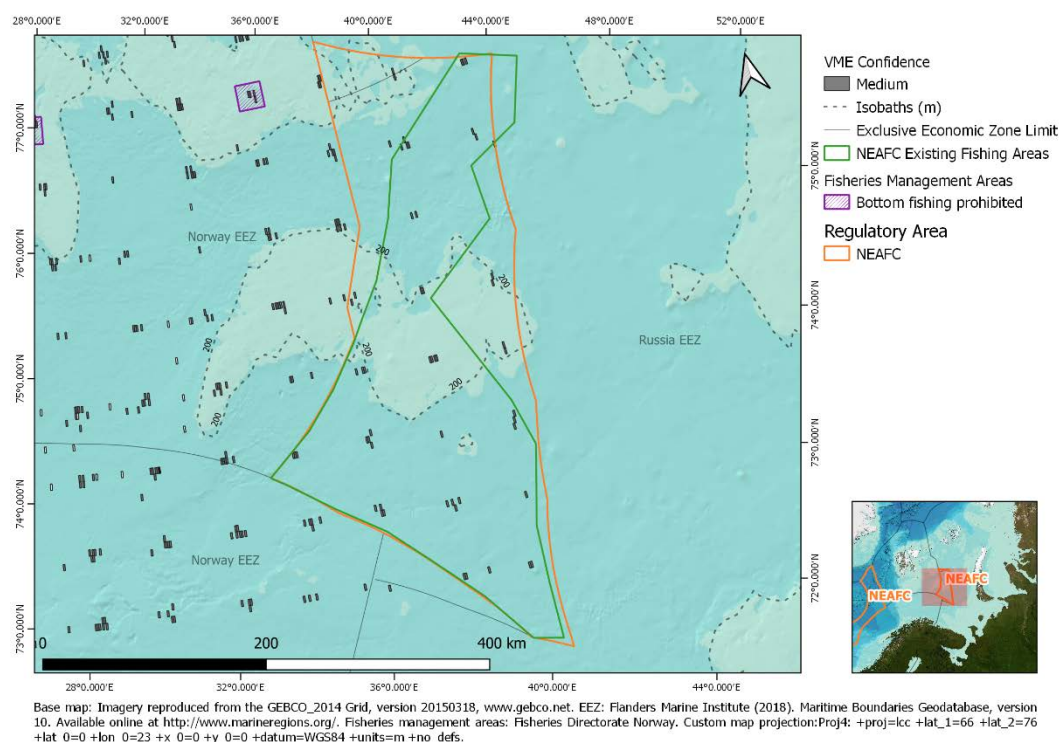 28°0.000'E
32°0.000'E
36°0.000'E
40°0.000'E
44°0.000'E
48°0.000'E
52°0.000'E
77°0.000'N
76°0.000'N
75°0.000'N
74°0.000'N
73°0.000'N
75°0.000'N
74°0.000'N
73°0.000'N
72°0.000'N
Norway EEZ
200
200
200
200
Russia EEZ
200
200
200
Norway EEZ
0
200
400 km
28°0.000'E
32°0.000'E
36°0.000'E
40°0.000'E
44°0.000'E
VME Confidence
Medium
Isobaths (m)
Exclusive Economic Zone Limit
NEAFC Existing Fishing Areas
Fisheries Management Areas
Bottom fishing prohibited
Regulatory Area
NEAFC
NEAFC
NEAFC
Base map: Imagery reproduced from the GEBCO_2014 Grid, version 20150318, www.gebco.net. EEZ: Flanders Marine Institute (2018). Maritime Boundaries Geodatabase, version
10. Available online at http://www.marineregions.org/. Fisheries management areas: Fisheries Directorate Norway. Custom map projection:Proj4: +proj=lcc +lat_1=66 +lat_2=76
+lat_0=0 +lon_0=23 +x_0=0 +y_0=0 +datum=WGS84 +units=m +no_defs.